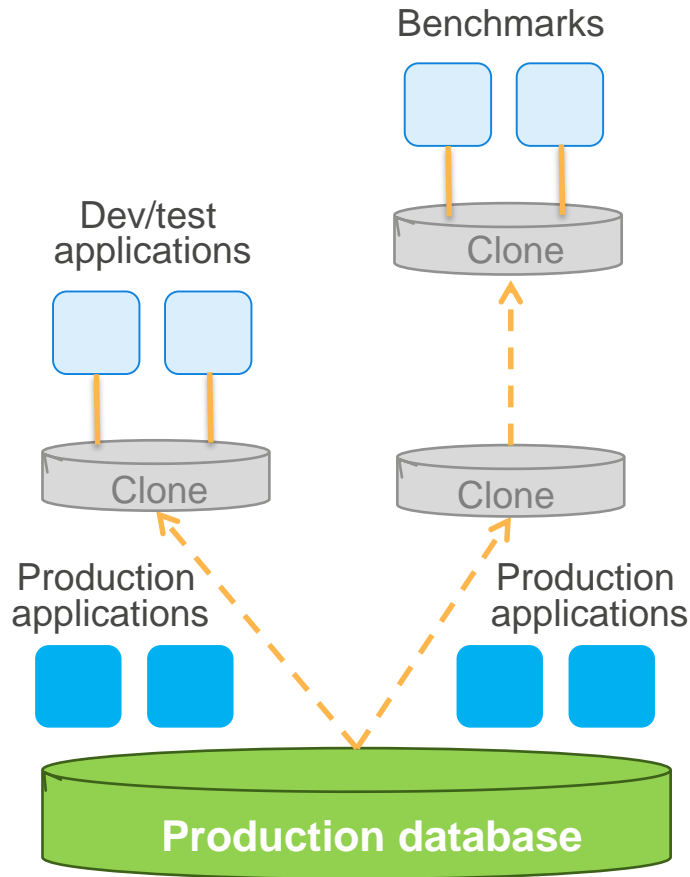 Benchmarks
Clone
Dev/test
applications
Clone
Clone
Production
applications
Production
applications
Production database